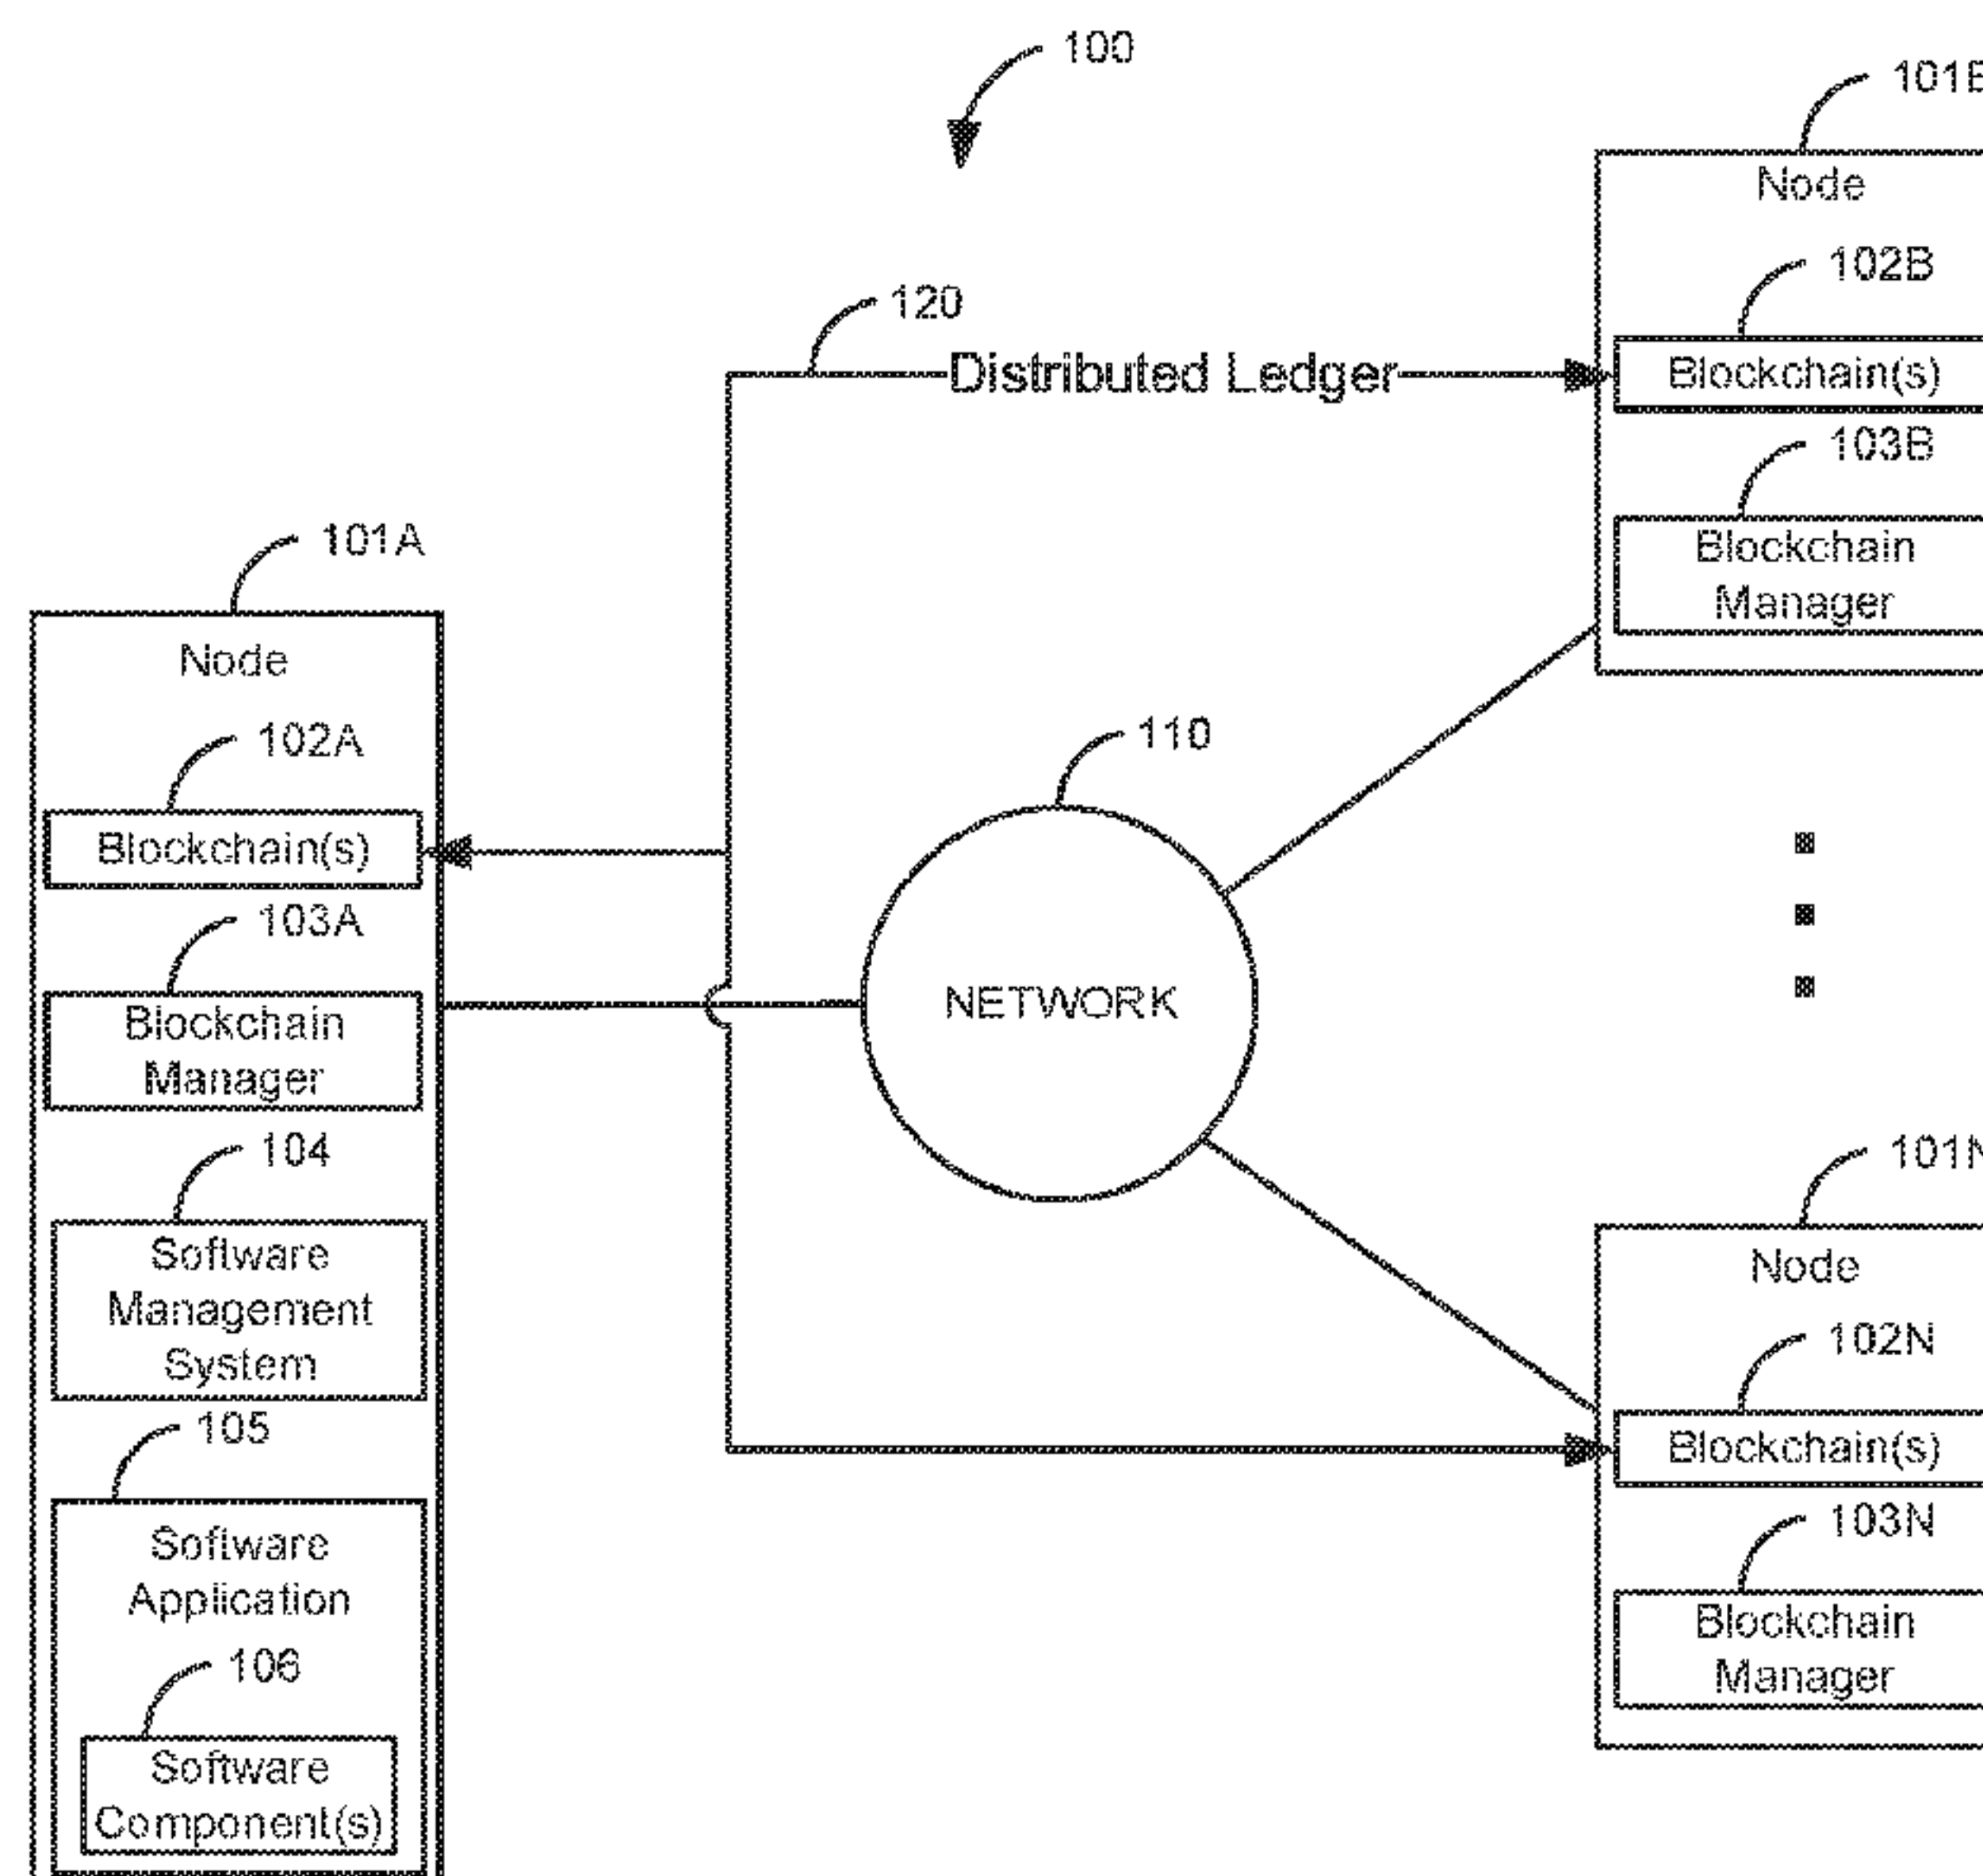 100
101B
Node
102B
120
Distributed Ledger
Blockchain(s)
103B
Blockchain
Manager
101A
Node
102A
110
Blockchain(s)
103A
NETWORK
Blockchain
Manager
104
101N
Software
Management
System
Node
102N
105
Blockchain(s)
Software
Application
103N
106
Blockchain
Manager
Software
Component(s)